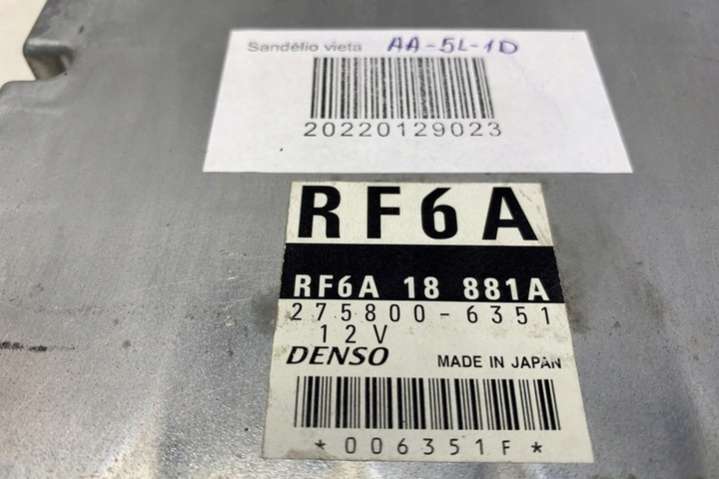 Sandėlio vieta AA-5L-1D
20220129023
RF6A
RF6A 18 881A
275800-6351
12V
DENSO MADE IN JAPAN
*006351F*